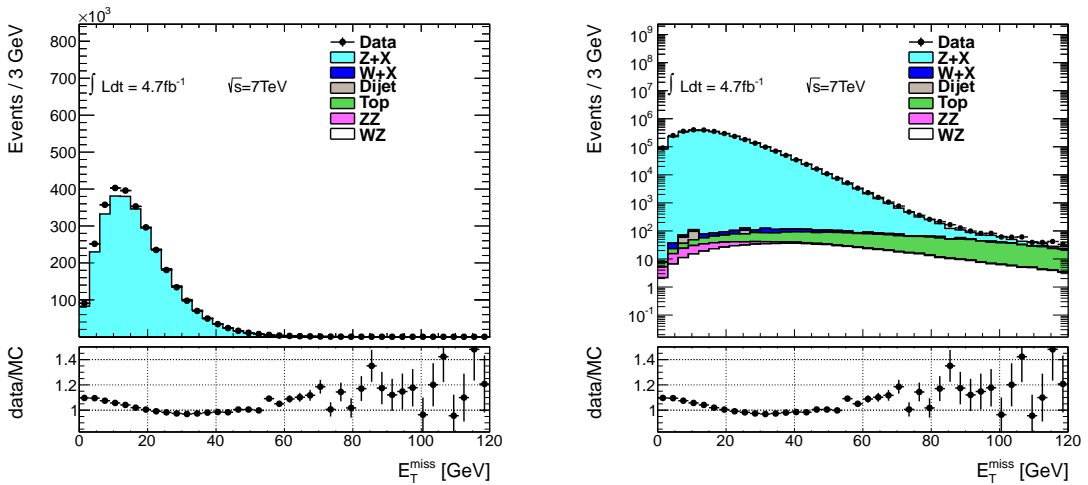 ×10³
Events / 3 GeV
800
700
600
500
400
300
200
100
∫ Ldt = 4.7fb⁻¹
√s=7TeV
Data
Z+X
W+X
Dijet
Top
ZZ
WZ
data/MC
1.4
1.2
1
0 20 40 60 80 100 120
E_T^miss [GeV]
Events / 3 GeV
10⁹
10⁸
10⁷
10⁶
10⁵
10⁴
10³
10²
10
1
10⁻¹
∫ Ldt = 4.7fb⁻¹
√s=7TeV
Data
Z+X
W+X
Dijet
Top
ZZ
WZ
data/MC
1.4
1.2
1
0 20 40 60 80 100 120
E_T^miss [GeV]